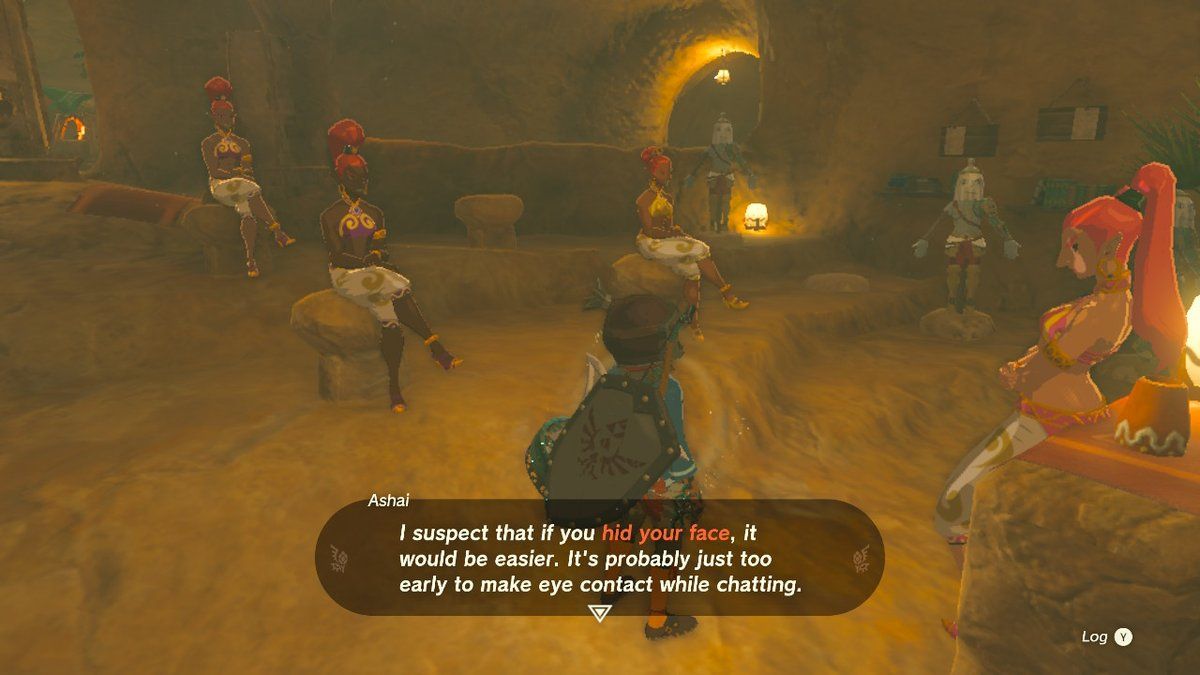 Ashai
I suspect that if you hid your face, it
would be easier. It's probably just too
early to make eye contact while chatting.
Log Y